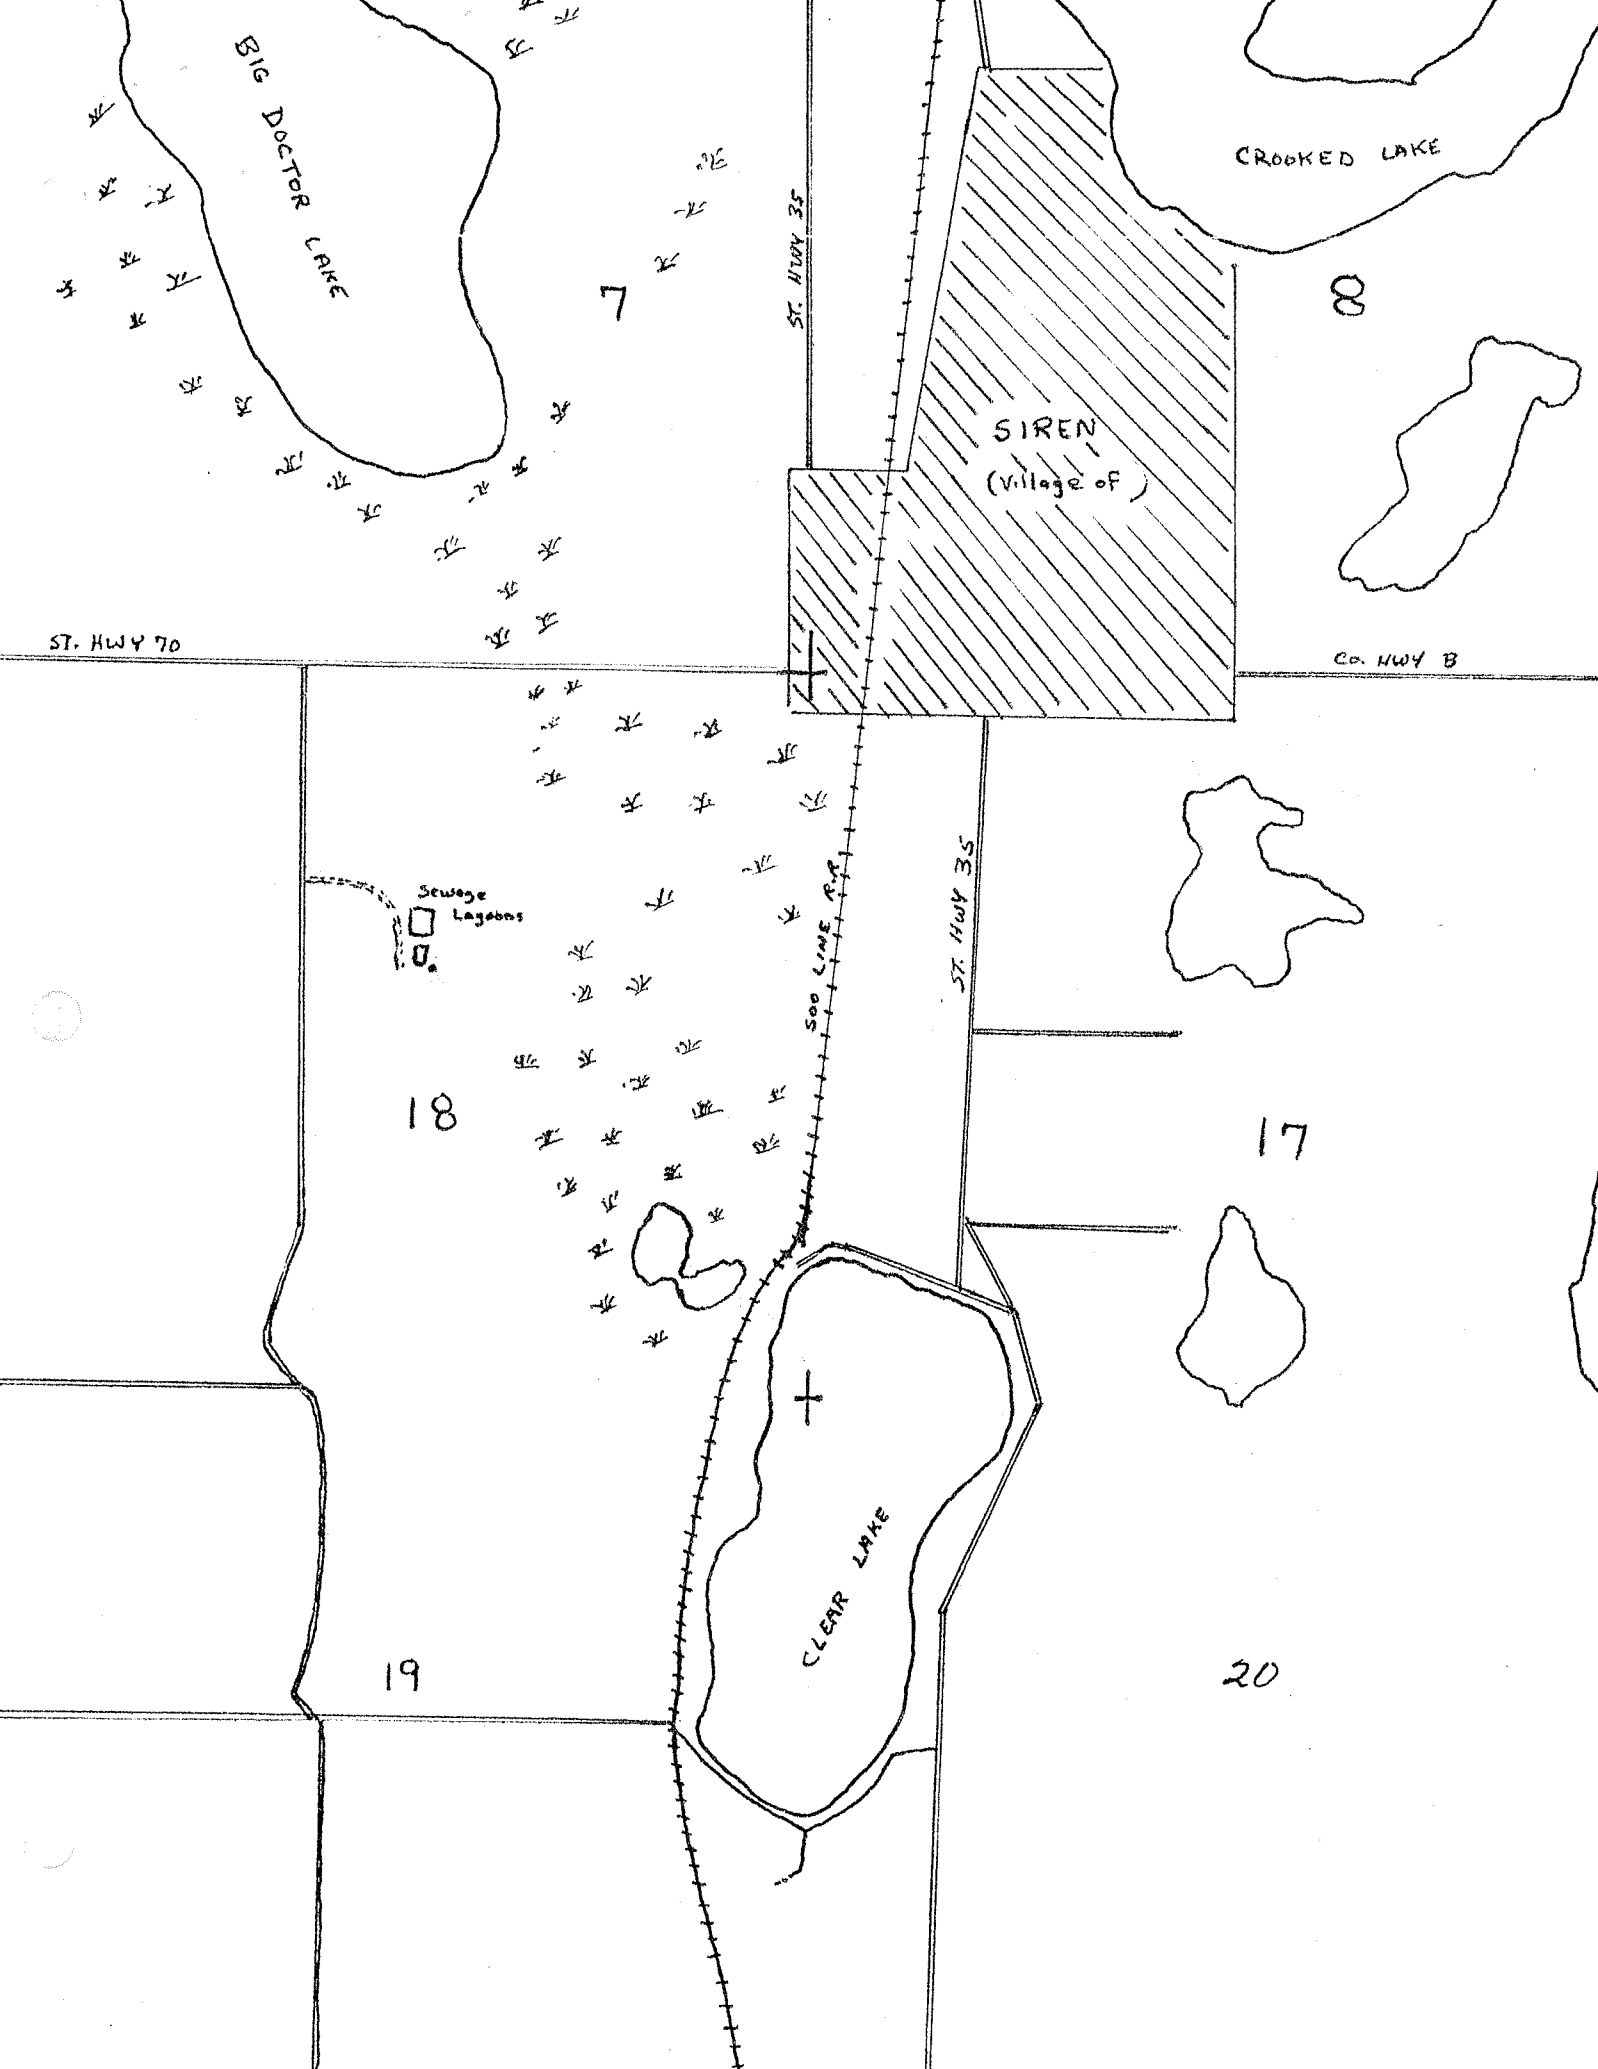 BIG DOCTOR LAKE
CROOKED LAKE
ST. HWY 35
7
8
SIREN
(Village of)
ST. HWY 70
Co. HWY B
Sewage
Lagoons
SOO LINE R.R
ST. HWY 35
18
17
CLEAR LAKE
19
20